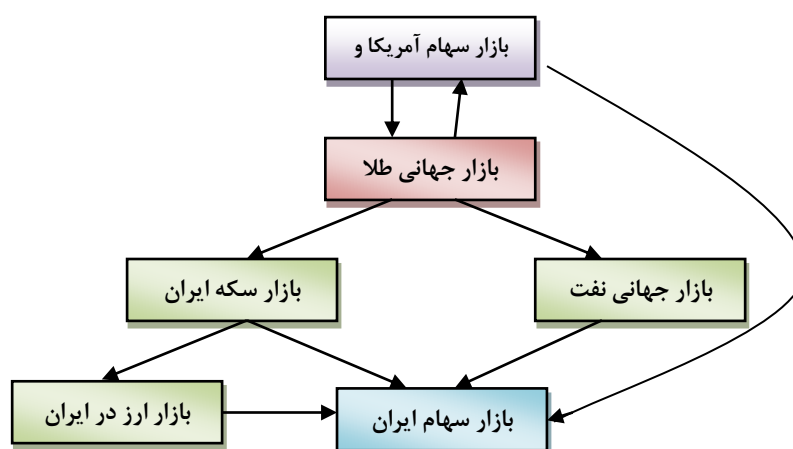 بازار سهام آمریکا و
بازار جهانی طلا
بازار جهانی نفت
بازار سکه ایران
بازار سهام ایران
بازار ارز در ایران